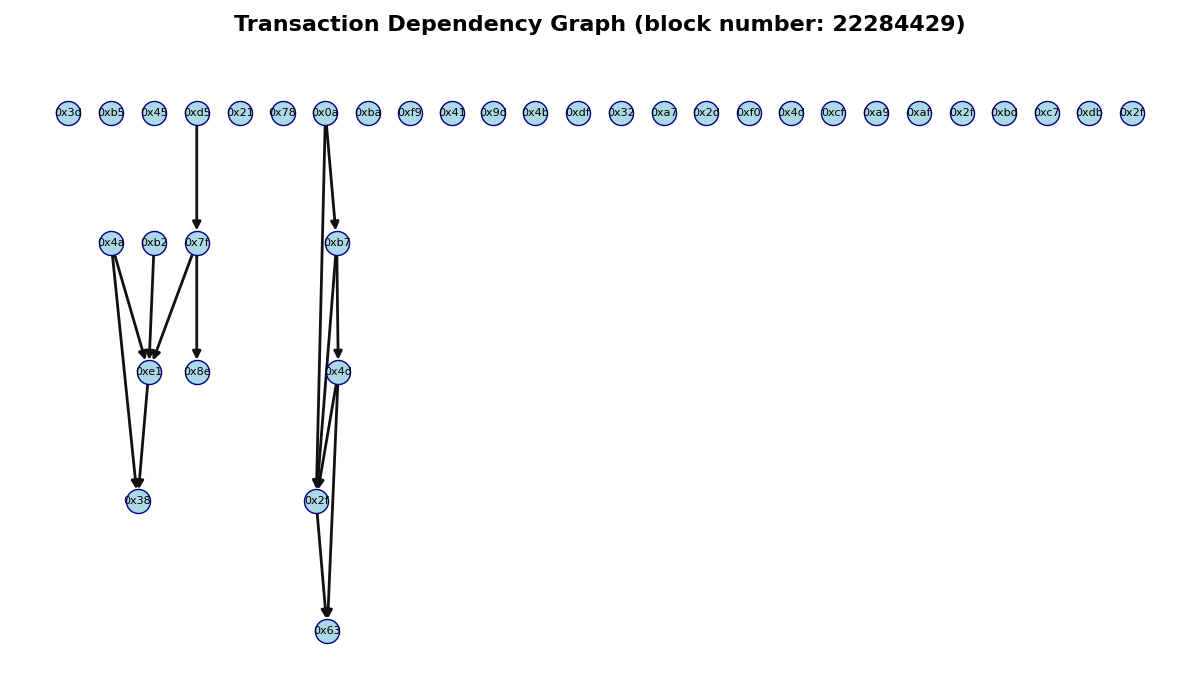 Transaction Dependency Graph (block number: 22284429)
0x3d 0xb5 0x45 0xd5 0x21 0x78 0x0a 0xba 0xf9 0x41 0x9d 0x4b 0xdf 0x32 0xa7 0x2d 0xf0 0x4d 0xcf 0xa9 0xaf 0x2f 0xbd 0xc7 0xdb 0x2f
0x4a 0xb2 0x7f 0xb7
0xe1 0x8e 0x4d
0x38 0x2f
0x63